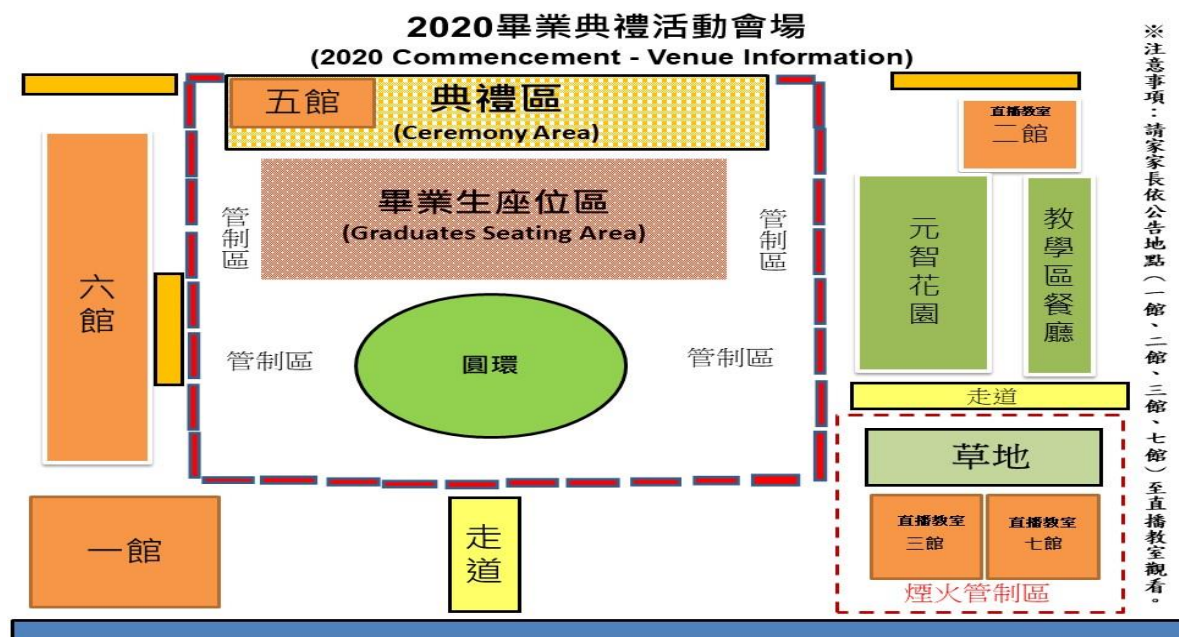 2020畢業典禮活動會場
(2020 Commencement - Venue Information)
五館
典禮區
(Ceremony Area)
直播教室
二館
畢業生座位區
(Graduates Seating Area)
管制區
管制區
六館
元智花園
教學區餐廳
管制區
圓環
管制區
走道
草地
一館
走道
直播教室
三館
直播教室
七館
煙火管制區
※注意事項：請家家長依公告地點（一館、二館、三館、七館）至直播教室觀看。